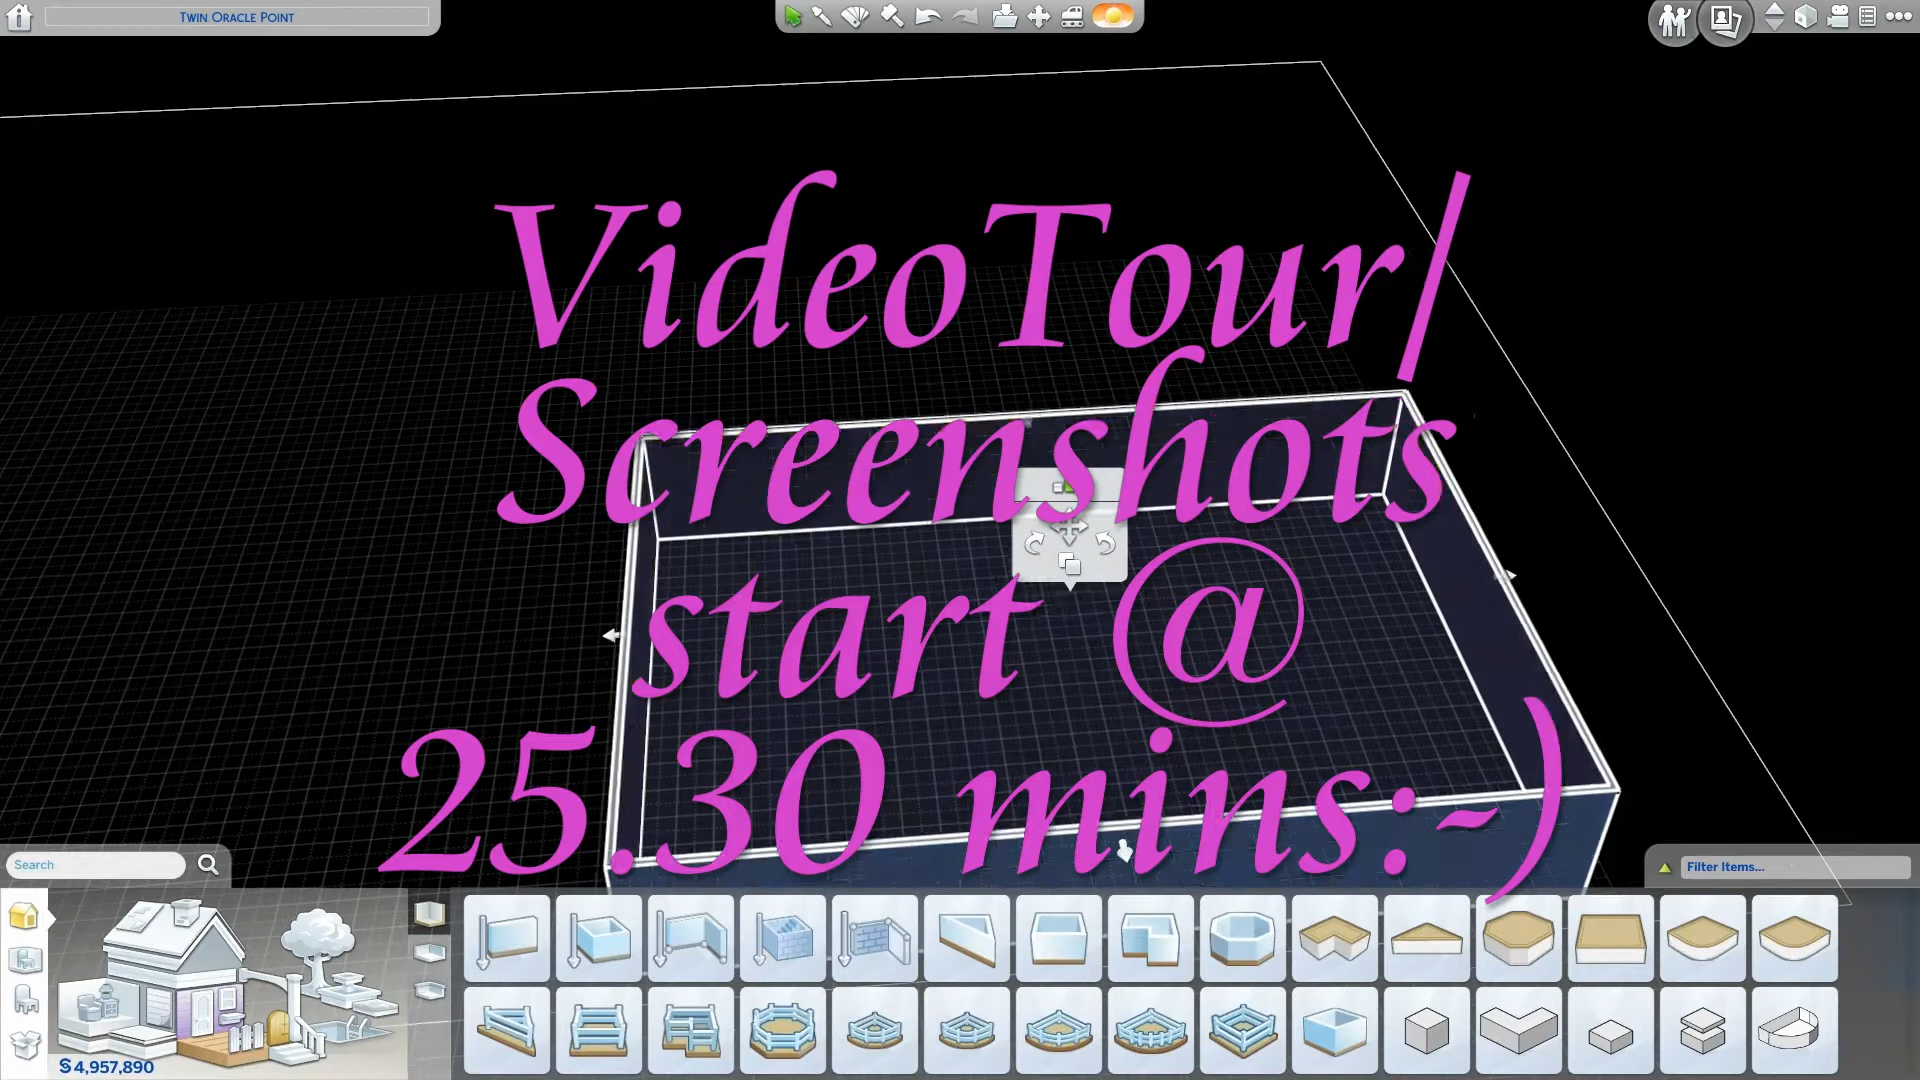 Twin Oracle Point
VideoTour/
Screenshots
start @
25.30 mins:-)
Search
Filter Items...
§4,957,890